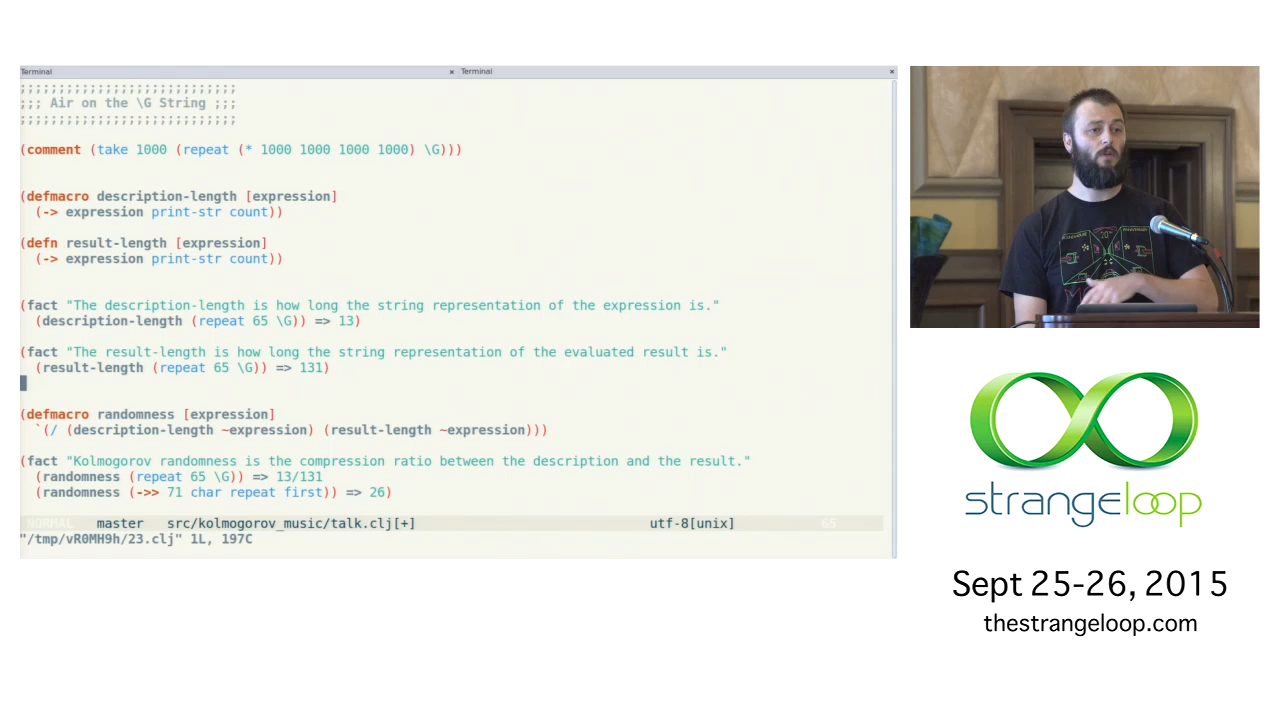 Terminal × Terminal ×
;;;;;;;;;;;;;;;;;;;;;;;;;;;;
;;; Air on the \G String ;;;
;;;;;;;;;;;;;;;;;;;;;;;;;;;;
(comment (take 1000 (repeat (* 1000 1000 1000 1000) \G)))
(defmacro description-length [expression]
(-> expression print-str count))
(defn result-length [expression]
(-> expression print-str count))
(fact "The description-length is how long the string representation of the expression is."
(description-length (repeat 65 \G)) => 13)
(fact "The result-length is how long the string representation of the evaluated result is."
(result-length (repeat 65 \G)) => 131)
(defmacro randomness [expression]
`(/ (description-length ~expression) (result-length ~expression)))
(fact "Kolmogorov randomness is the compression ratio between the description and the result."
(randomness (repeat 65 \G)) => 13/131
(randomness (->> 71 char repeat first)) => 26)
NORMAL master src/kolmogorov_music/talk.clj[+] utf-8[unix] 65
"/tmp/vR0MH9h/23.clj" 1L, 197C
strangeloop
Sept 25-26, 2015
thestrangeloop.com